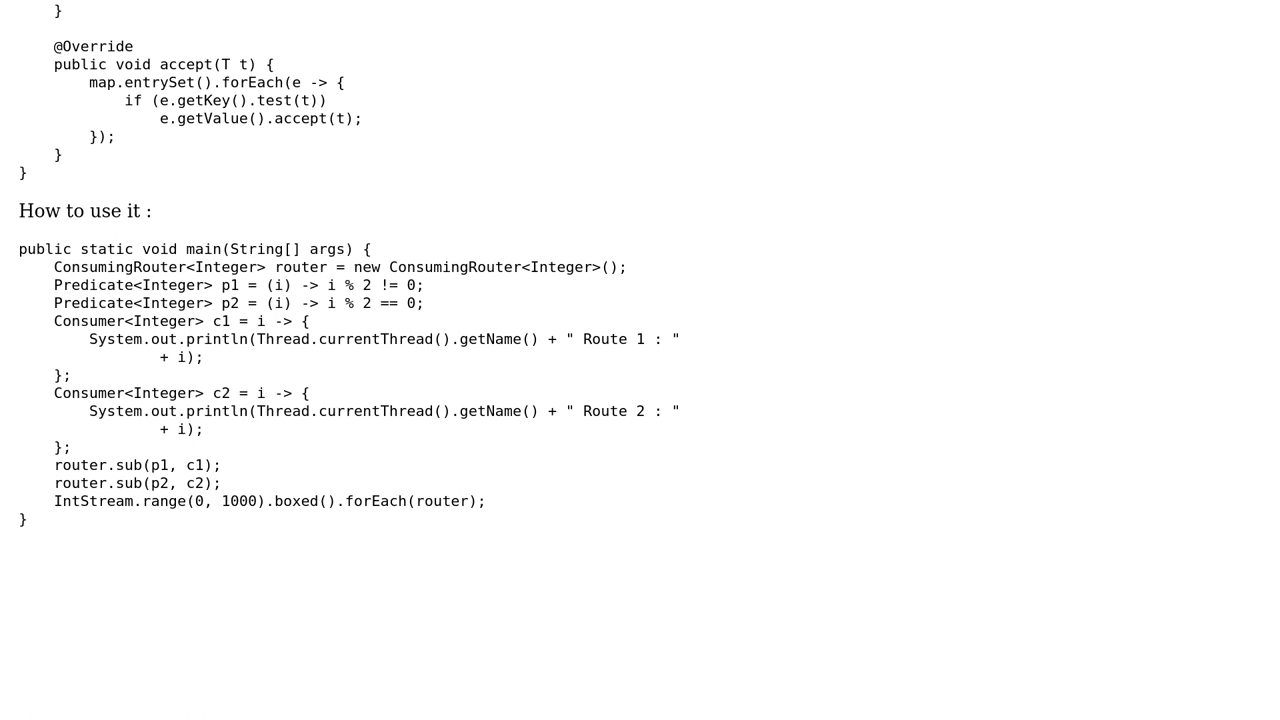 }

    @Override
    public void accept(T t) {
        map.entrySet().forEach(e -> {
            if (e.getKey().test(t))
                e.getValue().accept(t);
        });
    }
}
How to use it :
public static void main(String[] args) {
    ConsumingRouter<Integer> router = new ConsumingRouter<Integer>();
    Predicate<Integer> p1 = (i) -> i % 2 != 0;
    Predicate<Integer> p2 = (i) -> i % 2 == 0;
    Consumer<Integer> c1 = i -> {
        System.out.println(Thread.currentThread().getName() + " Route 1 : "
                + i);
    };
    Consumer<Integer> c2 = i -> {
        System.out.println(Thread.currentThread().getName() + " Route 2 : "
                + i);
    };
    router.sub(p1, c1);
    router.sub(p2, c2);
    IntStream.range(0, 1000).boxed().forEach(router);
}